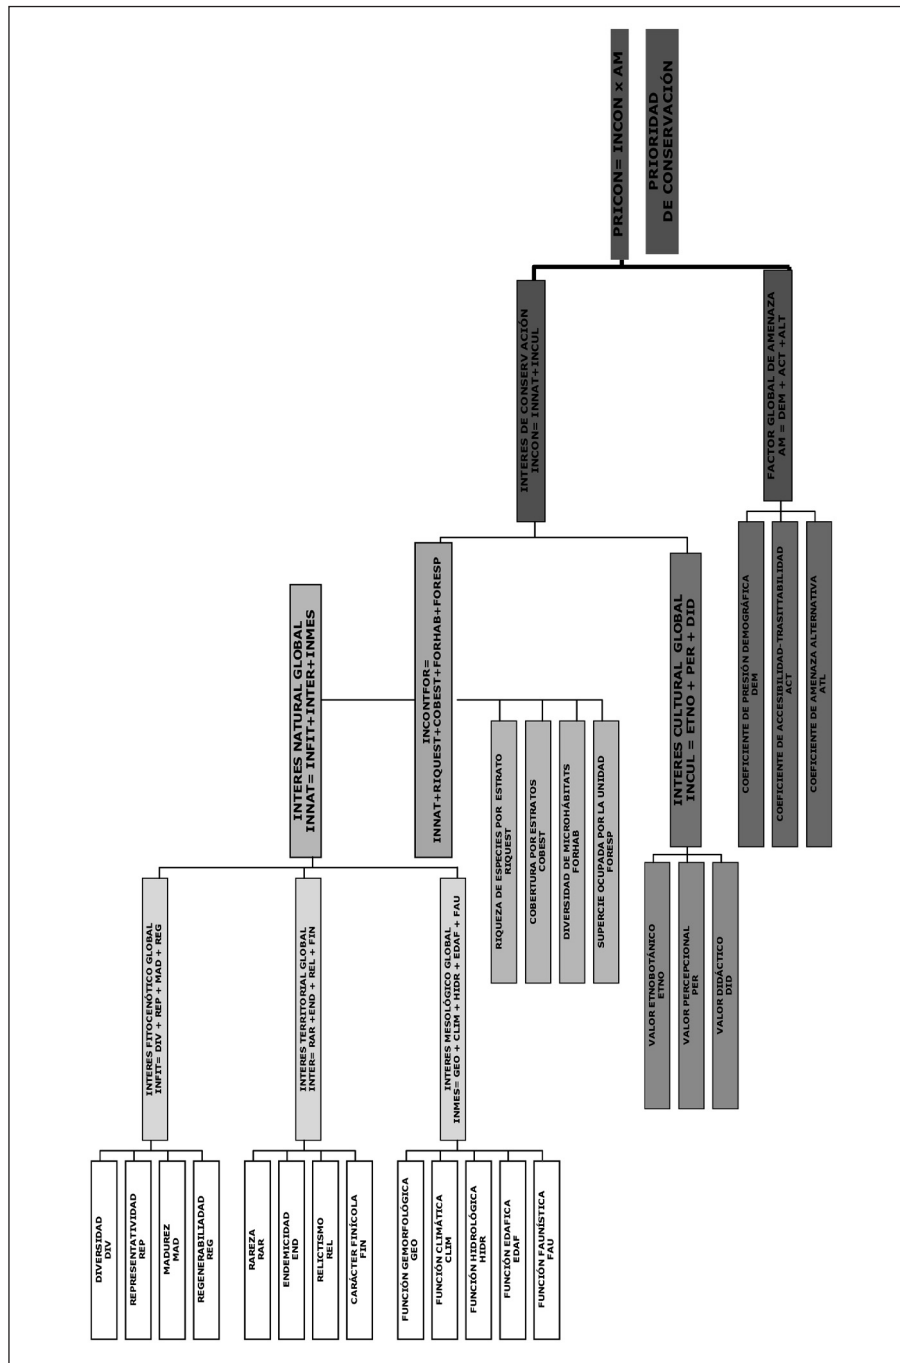 DIVERSIDAD
DIV
REPRESENTATIVIDAD
REP
MADUREZ
MAD
REGENERABILIADAD
REG
RAREZA
RAR
ENDEMICIDAD
END
RELICTISMO
REL
CARÁCTER FINÍCOLA
FIN
FUNCIÓN GEMORFOLÓGICA
GEO
FUNCIÓN CLIMÁTICA
CLIM
FUNCIÓN HIDROLÓGICA
HIDR
FUNCIÓN EDAFICA
EDAF
FUNCIÓN FAUNÍSTICA
FAU
INTERES FITOCENÓTICO GLOBAL
INFIT= DIV + REP + MAD + REG
INTERES TERRITORIAL GLOBAL
INTER= RAR +END + REL + FIN
INTERES MESOLÓGICO GLOBAL
INMES= GEO + CLIM + HIDR + EDAF + FAU
INTERES NATURAL GLOBAL
INNAT= INFIT+INTER+INMES
INCONTFOR=
INNAT+RIQUEST+COBEST+FORHAB+FORESP
RIQUEZA DE ESPECIES POR ESTRATO
RIQUEST
COBERTURA POR ESTRATOS
COBEST
DIVERSIDAD DE MICROHÁBITATS
FORHAB
SUPERCIE OCUPADA POR LA UNIDAD
FORESP
VALOR ETNOBOTÁNICO
ETNO
VALOR PERCEPCIONAL
PER
VALOR DIDÁCTICO
DID
INTERES CULTURAL GLOBAL
INCUL = ETNO + PER + DID
INTERES DE CONSERVACIÓN
INCON= INNAT+INCUL
COEFICIENTE DE PRESIÓN DEMOGRÁFICA
DEM
COEFICIENTE DE ACCESIBILIDAD-TRASITTABILIDAD
ACT
COEFICIENTE DE AMENAZA ALTERNATIVA
ATL
FACTOR GLOBAL DE AMENAZA
AM = DEM + ACT +ALT
PRICON= INCON x AM
PRIORIDAD
DE CONSERVACIÓN